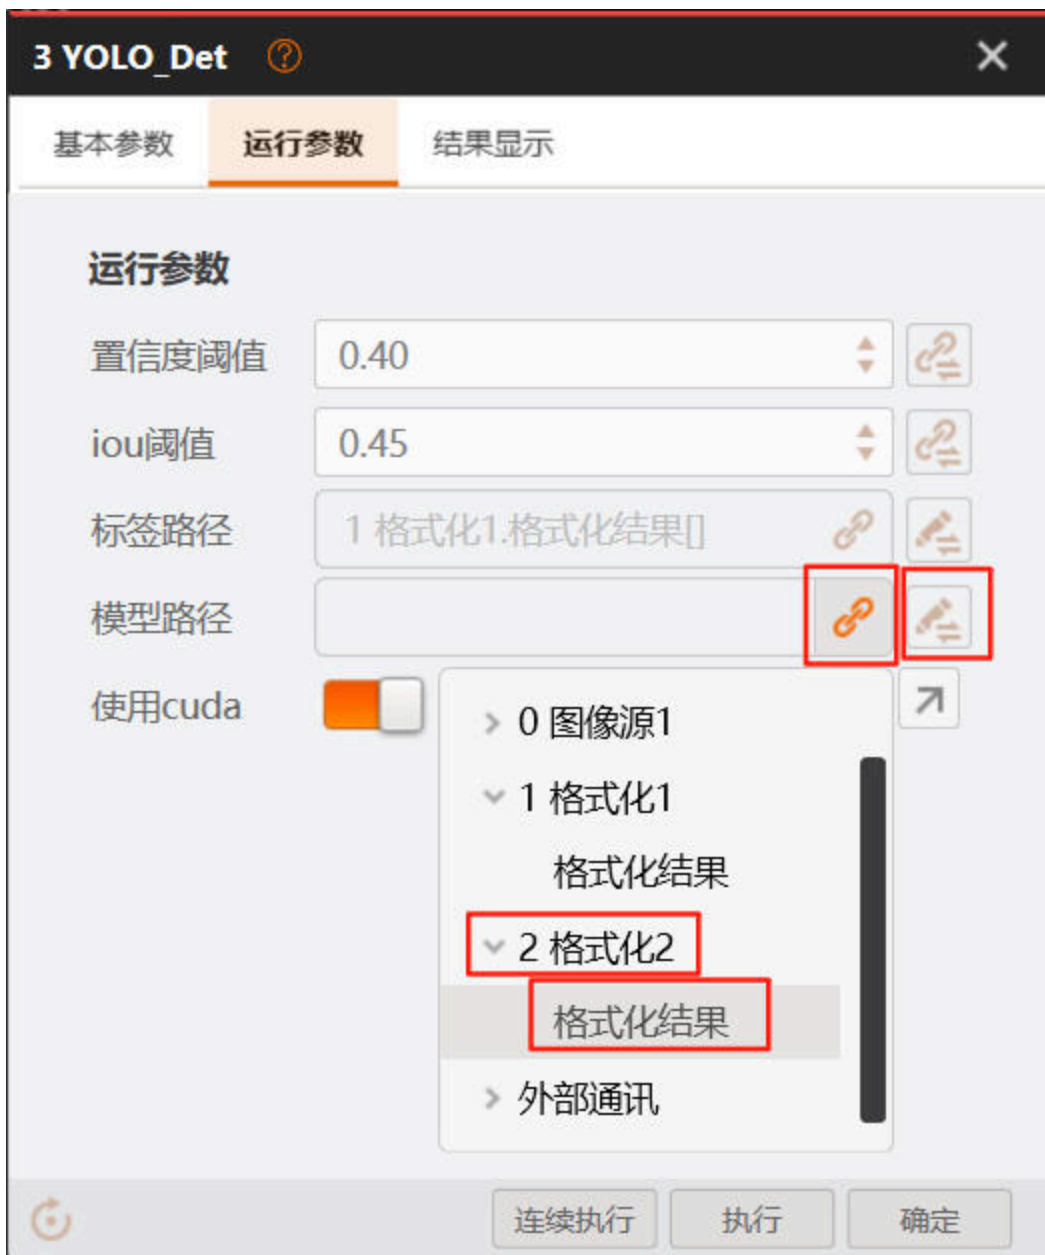 3 YOLO_Det ?
基本参数 运行参数 结果显示
运行参数
置信度阈值 0.40
iou阈值 0.45
标签路径 1 格式化1.格式化结果[]
模型路径
使用cuda
0 图像源1
1 格式化1
格式化结果
2 格式化2
格式化结果
外部通讯
连续执行 执行 确定